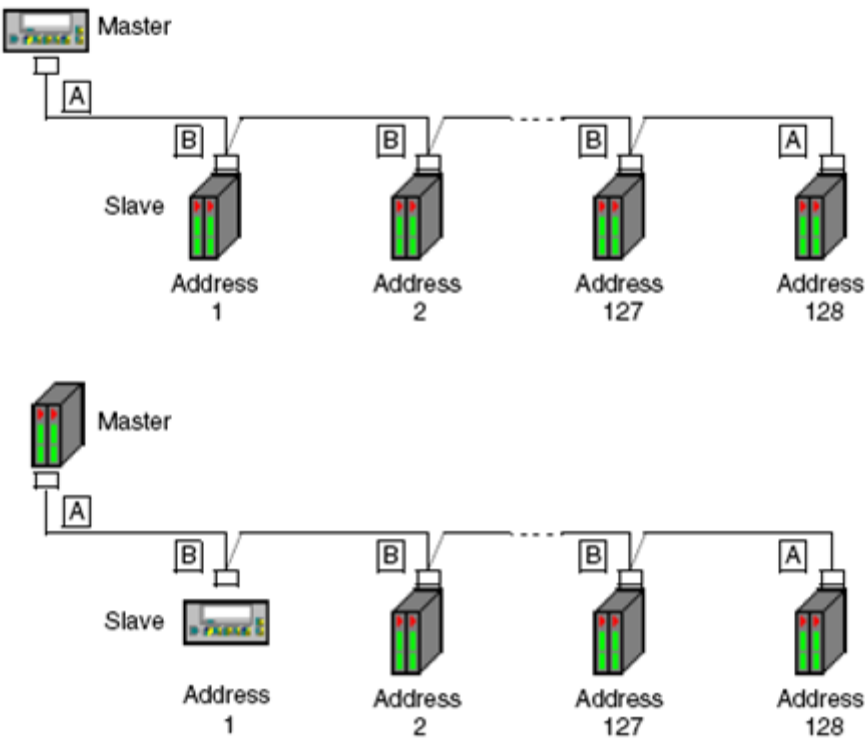 Master
A
B
B
B
A
Slave
Address
1
Address
2
Address
127
Address
128
Master
A
B
B
B
A
Slave
Address
1
Address
2
Address
127
Address
128